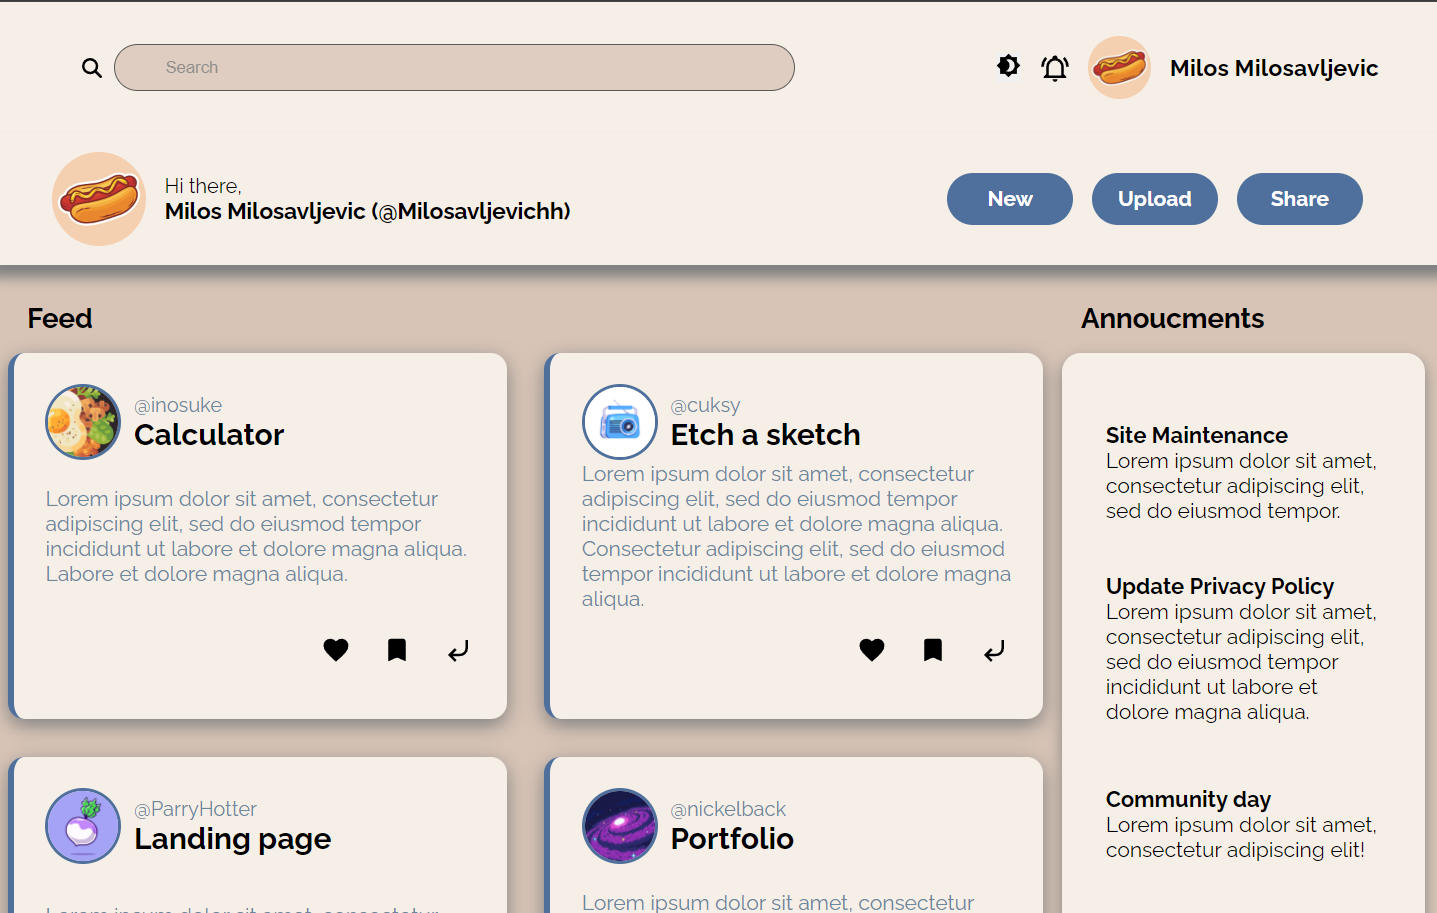 Search
Milos Milosavljevic
Hi there,
Milos Milosavljevic (@Milosavljevichh)
New
Upload
Share
Feed
@inosuke
Calculator
Lorem ipsum dolor sit amet, consectetur
adipiscing elit, sed do eiusmod tempor
incididunt ut labore et dolore magna aliqua.
Labore et dolore magna aliqua.
@cuksy
Etch a sketch
Lorem ipsum dolor sit amet, consectetur
adipiscing elit, sed do eiusmod tempor
incididunt ut labore et dolore magna aliqua.
Consectetur adipiscing elit, sed do eiusmod
tempor incididunt ut labore et dolore magna
aliqua.
@ParryHotter
Landing page
Lorem ipsum dolor sit amet, consectetur
@nickelback
Portfolio
Lorem ipsum dolor sit amet, consectetur
Annoucments
Site Maintenance
Lorem ipsum dolor sit amet,
consectetur adipiscing elit,
sed do eiusmod tempor.
Update Privacy Policy
Lorem ipsum dolor sit amet,
consectetur adipiscing elit,
sed do eiusmod tempor
incididunt ut labore et
dolore magna aliqua.
Community day
Lorem ipsum dolor sit amet,
consectetur adipiscing elit!